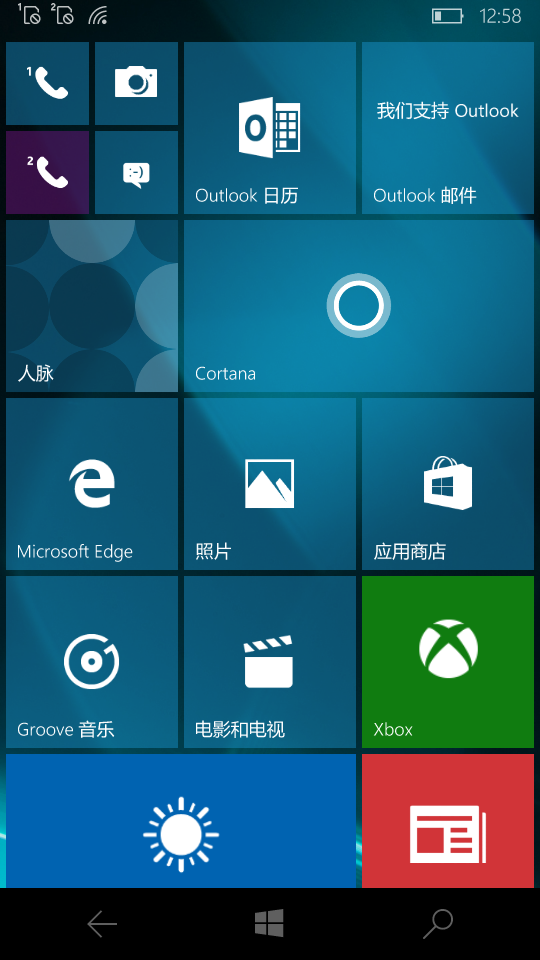 1 2 12:58
1
2 :-)
Outlook 日历
我们支持 Outlook
Outlook 邮件
人脉
Cortana
Microsoft Edge
照片
应用商店
Groove 音乐
电影和电视
Xbox